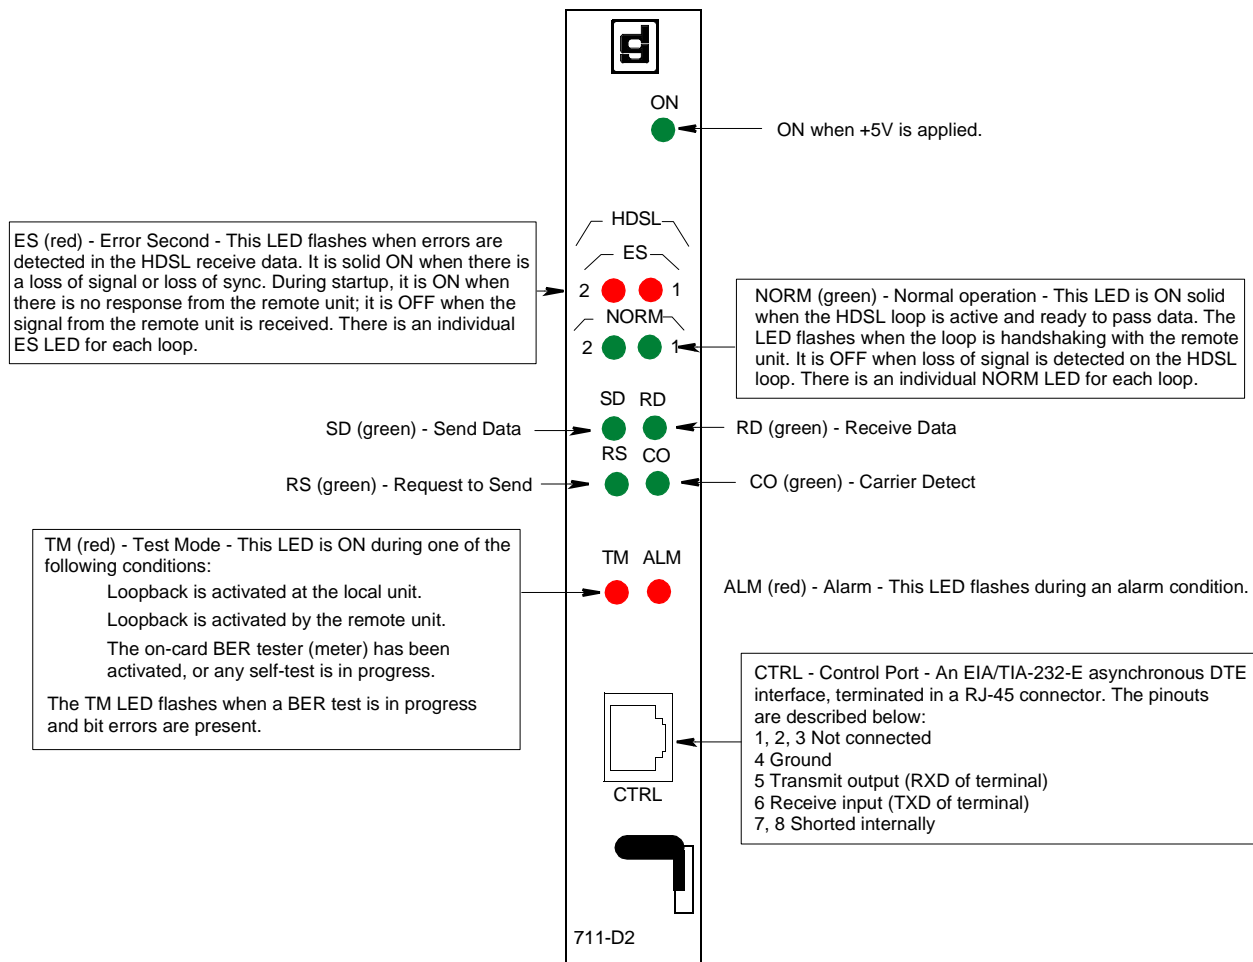 ON
ON when +5V is applied.
HDSL
ES
2 1
NORM
2 1
ES (red) - Error Second - This LED flashes when errors are
detected in the HDSL receive data. It is solid ON when there is
a loss of signal or loss of sync. During startup, it is ON when
there is no response from the remote unit; it is OFF when the
signal from the remote unit is received. There is an individual
ES LED for each loop.
NORM (green) - Normal operation - This LED is ON solid
when the HDSL loop is active and ready to pass data. The
LED flashes when the loop is handshaking with the remote
unit. It is OFF when loss of signal is detected on the HDSL
loop. There is an individual NORM LED for each loop.
SD RD
SD (green) - Send Data
RD (green) - Receive Data
RS CO
RS (green) - Request to Send
CO (green) - Carrier Detect
TM (red) - Test Mode - This LED is ON during one of the
following conditions:
Loopback is activated at the local unit.
Loopback is activated by the remote unit.
The on-card BER tester (meter) has been
activated, or any self-test is in progress.
The TM LED flashes when a BER test is in progress
and bit errors are present.
TM ALM
ALM (red) - Alarm - This LED flashes during an alarm condition.
CTRL - Control Port - An EIA/TIA-232-E asynchronous DTE
interface, terminated in a RJ-45 connector. The pinouts
are described below:
1, 2, 3 Not connected
4 Ground
5 Transmit output (RXD of terminal)
6 Receive input (TXD of terminal)
7, 8 Shorted internally
CTRL
711-D2